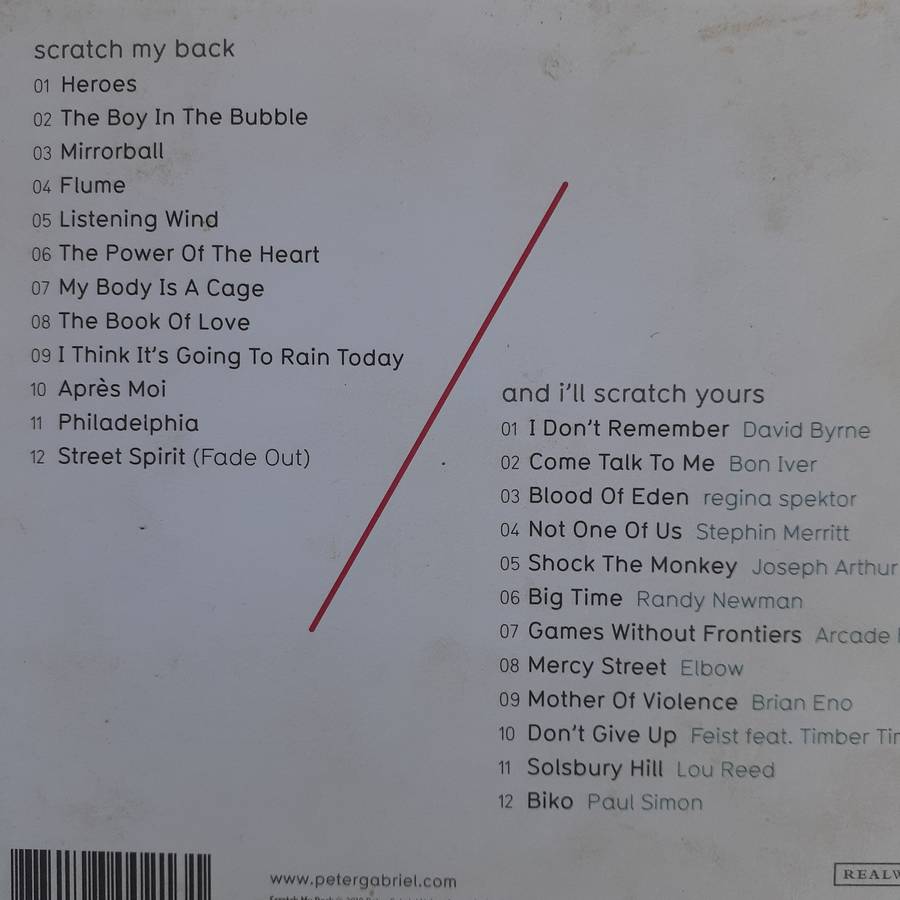 scratch my back
01 Heroes
02 The Boy In The Bubble
03 Mirrorball
04 Flume
05 Listening Wind
06 The Power Of The Heart
07 My Body Is A Cage
08 The Book Of Love
09 I Think It's Going To Rain Today
10 Après Moi
11 Philadelphia
12 Street Spirit (Fade Out)
and i'll scratch yours
01 I Don't Remember David Byrne
02 Come Talk To Me Bon Iver
03 Blood Of Eden regina spektor
04 Not One Of Us Stephin Merritt
05 Shock The Monkey Joseph Arthur
06 Big Time Randy Newman
07 Games Without Frontiers Arcade
08 Mercy Street Elbow
09 Mother Of Violence Brian Eno
10 Don't Give Up Feist feat. Timber
11 Solsbury Hill Lou Reed
12 Biko Paul Simon
www.petergabriel.com